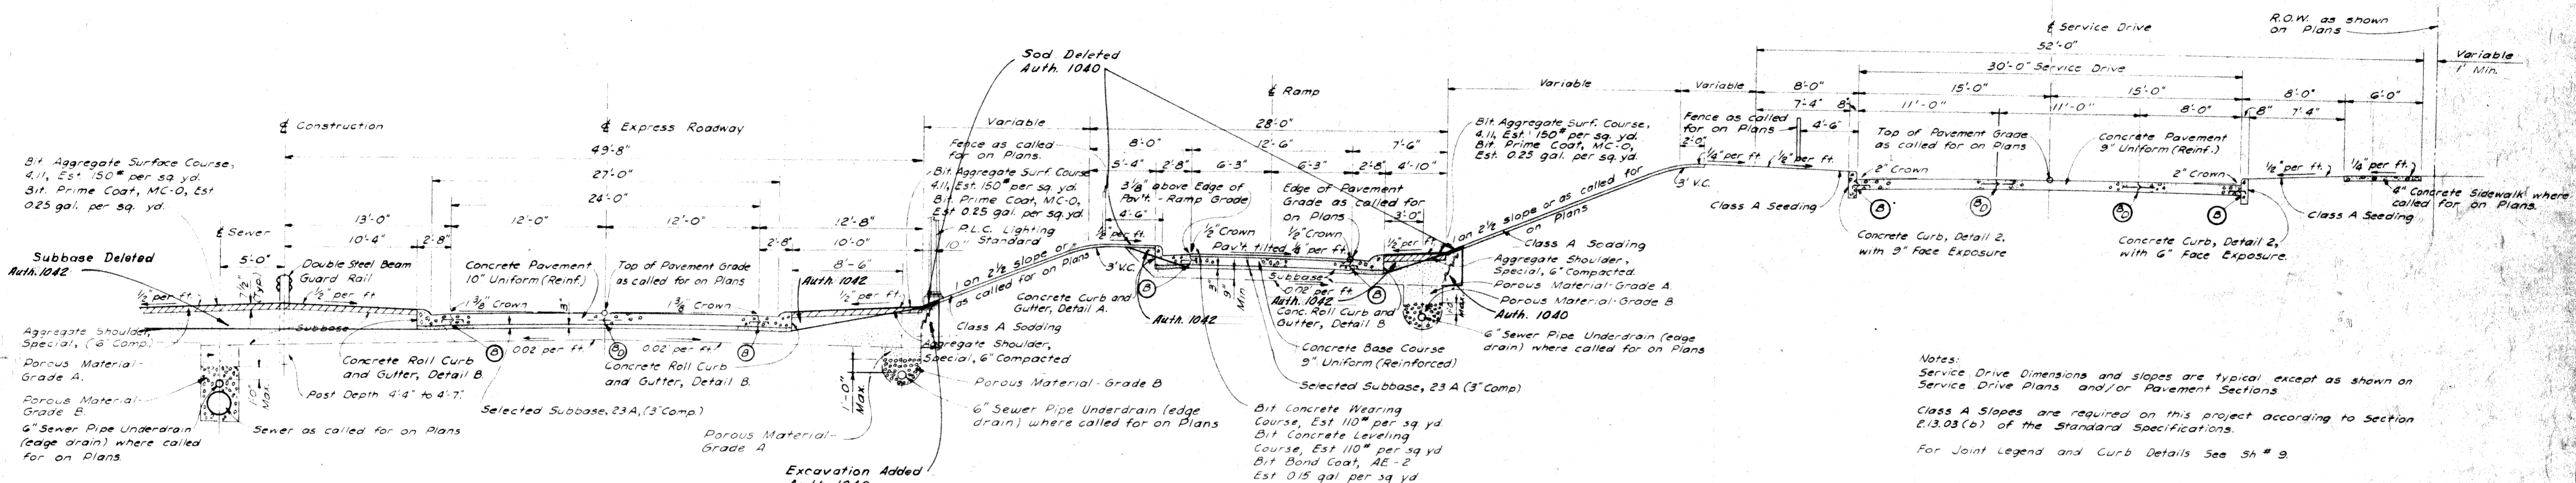 R.O.W. as shown
on Plans
℄ Service Drive
52'-0"
Variable
1' Min.
30'-0" Service Drive
Sod Deleted
Auth. 1040
℄ Ramp
Variable
Variable
8'-0"
15'-0"
15'-0"
8'-0"
6'-0"
7'-4"
8"
11'-0"
11'-0"
8'-0"
8"
7'-4"
℄ Construction
℄ Express Roadway
Variable
28'-0"
49'-8"
Fence as called
for on Plans.
8'-0"
12'-6"
7'-6"
27'-0"
5'-4"
2'-8"
6'-3"
6'-3"
2'-8"
4'-10"
24'-0"
Bit. Aggregate Surface Course,
4.11, Est. 150# per sq. yd.
Bit. Prime Coat, MC-0, Est
0.25 gal. per sq. yd.
Bit. Aggregate Surf. Course
4.11, Est. 150# per sq. yd.
Bit. Prime Coat, MC-0,
Est 0.25 gal. per sq. yd.
P.L.C. Lighting
Standard
10"
3 1/8" above Edge of
Pav't. - Ramp Grade
4'-6"
Edge of Pavement
Grade as called for
on Plans
3'-0"
Bit. Aggregate Surf. Course,
4.11, Est. 150# per sq. yd.
Bit. Prime Coat, MC-0,
Est. 0.25 gal. per sq. yd.
Fence as called
for on Plans
2'-0"
4'-6"
1/4" per ft.
1/2" per ft.
3' V.C.
Top of Pavement Grade
as called for on Plans
Concrete Pavement
9" Uniform (Reinf.)
2" Crown
2" Crown
1/2" per ft.
1/4" per ft.
4" Concrete Sidewalk where
called for on Plans.
Class A Seeding
B
BD
BD
B
Class A Seeding
Concrete Curb, Detail 2,
with 9" Face Exposure
Concrete Curb, Detail 2,
with 6" Face Exposure.
13'-0"
12'-0"
12'-0"
12'-8"
℄ Sewer
10'-4"
2'-8"
2'-8"
10'-0"
5'-0"
8'-6"
Subbase Deleted
Auth. 1042
Double Steel Beam
Guard Rail
Concrete Pavement
10" Uniform (Reinf.)
Top of Pavement Grade
as called for on Plans
Auth. 1042
1/2" per ft.
1/2" per ft
1 3/8" Crown
1 3/8" Crown
1/2" per ft.
1 on 2 1/2 slope or
as called for on Plans
1/2" per ft.
3' V.C.
1/2" Crown
1/2" Crown
Pav't. tilted 1/4" per ft.
1/2" per ft.
1 on 2 1/2 slope or as called for
on Plans
Class A Sodding
Aggregate Shoulder,
Special, 6" Compacted.
Porous Material-Grade A.
Porous Material-Grade B.
Auth. 1040
Subbase
0.02' per ft.
B
B
9"
Min
Auth. 1042
Conc. Roll Curb and
Gutter, Detail B
Concrete Curb and
Gutter, Detail A.
Auth. 1042
6" Sewer Pipe Underdrain (edge
drain) where called for on Plans
Aggregate Shoulder,
Special, (6" Comp.)
Subbase
Porous Material-
Grade A.
Porous Material-
Grade B.
6" Sewer Pipe Underdrain
(edge drain) where called
for on Plans.
1'-0"
Max.
Concrete Roll Curb
and Gutter, Detail B.
Post Depth 4'4" to 4'-7".
Sewer as called for on Plans
B
0.02' per ft.
BD
0.02' per ft.
B
Concrete Roll Curb
and Gutter, Detail B.
Selected Subbase, 23A, (3" Comp.)
Class A Sodding
Aggregate Shoulder,
Special, 6" Compacted
Porous Material-Grade B
6" Sewer Pipe Underdrain (edge
drain) where called for on Plans
1'-0"
Max.
Porous Material-
Grade A
Excavation Added
Concrete Base Course
9" Uniform (Reinforced)
Selected Subbase, 23 A (3" Comp)
Bit Concrete Wearing
Course, Est 110# per sq. yd.
Bit Concrete Leveling
Course, Est. 110# per sq yd
Bit Bond Coat, AE-2
Est 0.15 gal per sq yd
Notes:
Service Drive Dimensions and slopes are typical except as shown on
Service Drive Plans and/or Pavement Sections.
Class A Slopes are required on this project according to Section
2.13.03 (b) of the Standard Specifications.
For Joint Legend and Curb Details See Sh # 9.